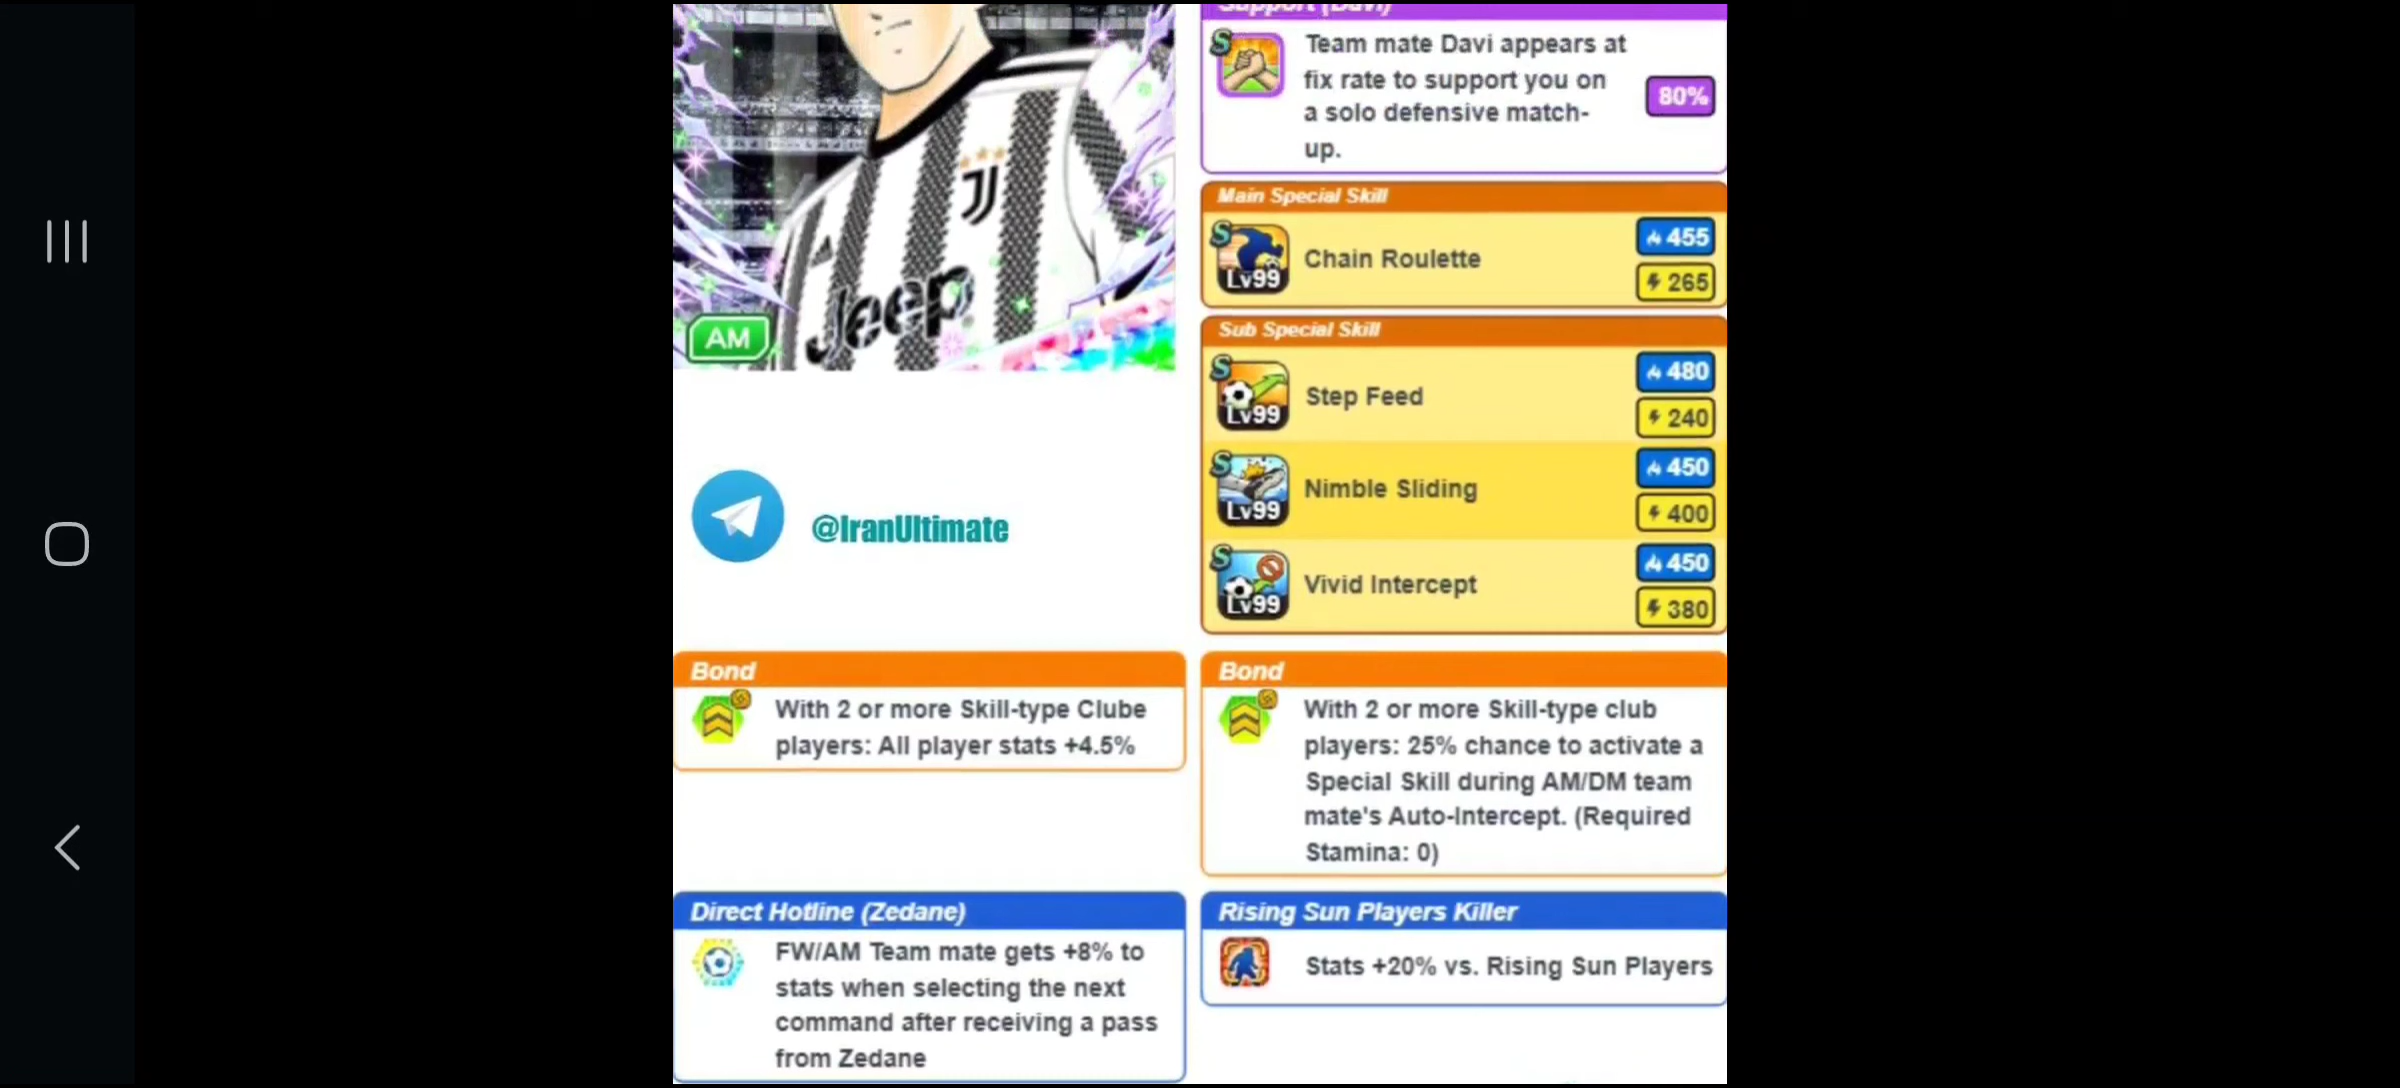 Support (Davi)
Team mate Davi appears at
fix rate to support you on
a solo defensive match-
up.
80%
Main Special Skill
S
Lv99
Chain Roulette
455
265
Sub Special Skill
S
Lv99
Step Feed
480
240
S
Lv99
Nimble Sliding
450
400
S
Lv99
Vivid Intercept
450
380
Jeep
AM
@IranUltimate
Bond
With 2 or more Skill-type Clube
players: All player stats +4.5%
Bond
With 2 or more Skill-type club
players: 25% chance to activate a
Special Skill during AM/DM team
mate's Auto-Intercept. (Required
Stamina: 0)
Direct Hotline (Zedane)
FW/AM Team mate gets +8% to
stats when selecting the next
command after receiving a pass
from Zedane
Rising Sun Players Killer
Stats +20% vs. Rising Sun Players